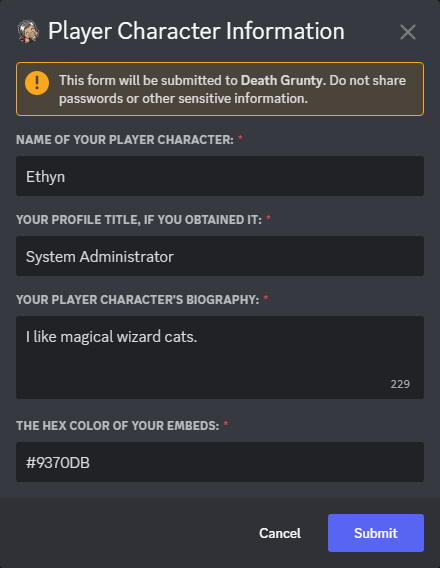 Player Character Information
This form will be submitted to Death Grunty. Do not share
passwords or other sensitive information.
NAME OF YOUR PLAYER CHARACTER: *
Ethyn
YOUR PROFILE TITLE, IF YOU OBTAINED IT: *
System Administrator
YOUR PLAYER CHARACTER'S BIOGRAPHY: *
I like magical wizard cats.
229
THE HEX COLOR OF YOUR EMBEDS: *
#9370DB
Cancel Submit